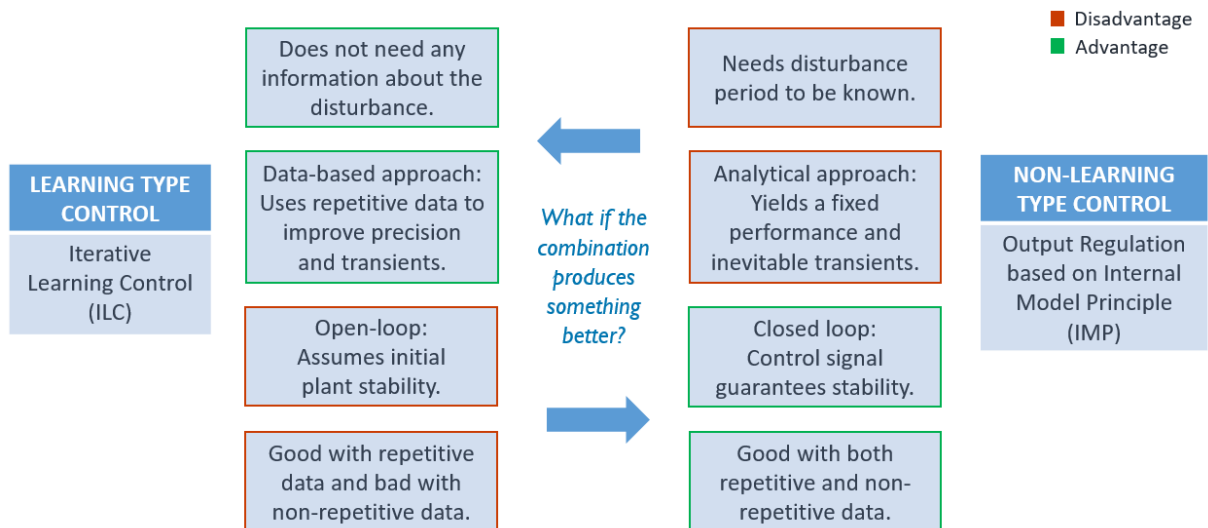 Disadvantage
Advantage
Does not need any
information about the
disturbance.
Needs disturbance
period to be known.
LEARNING TYPE
CONTROL
Iterative
Learning Control
(ILC)
Data-based approach:
Uses repetitive data to
improve precision
and transients.
What if the
combination
produces
something
better?
Analytical approach:
Yields a fixed
performance and
inevitable transients.
NON-LEARNING
TYPE CONTROL
Output Regulation
based on Internal
Model Principle
(IMP)
Open-loop:
Assumes initial
plant stability.
Closed loop:
Control signal
guarantees stability.
Good with repetitive
data and bad with
non-repetitive data.
Good with both
repetitive and non-
repetitive data.